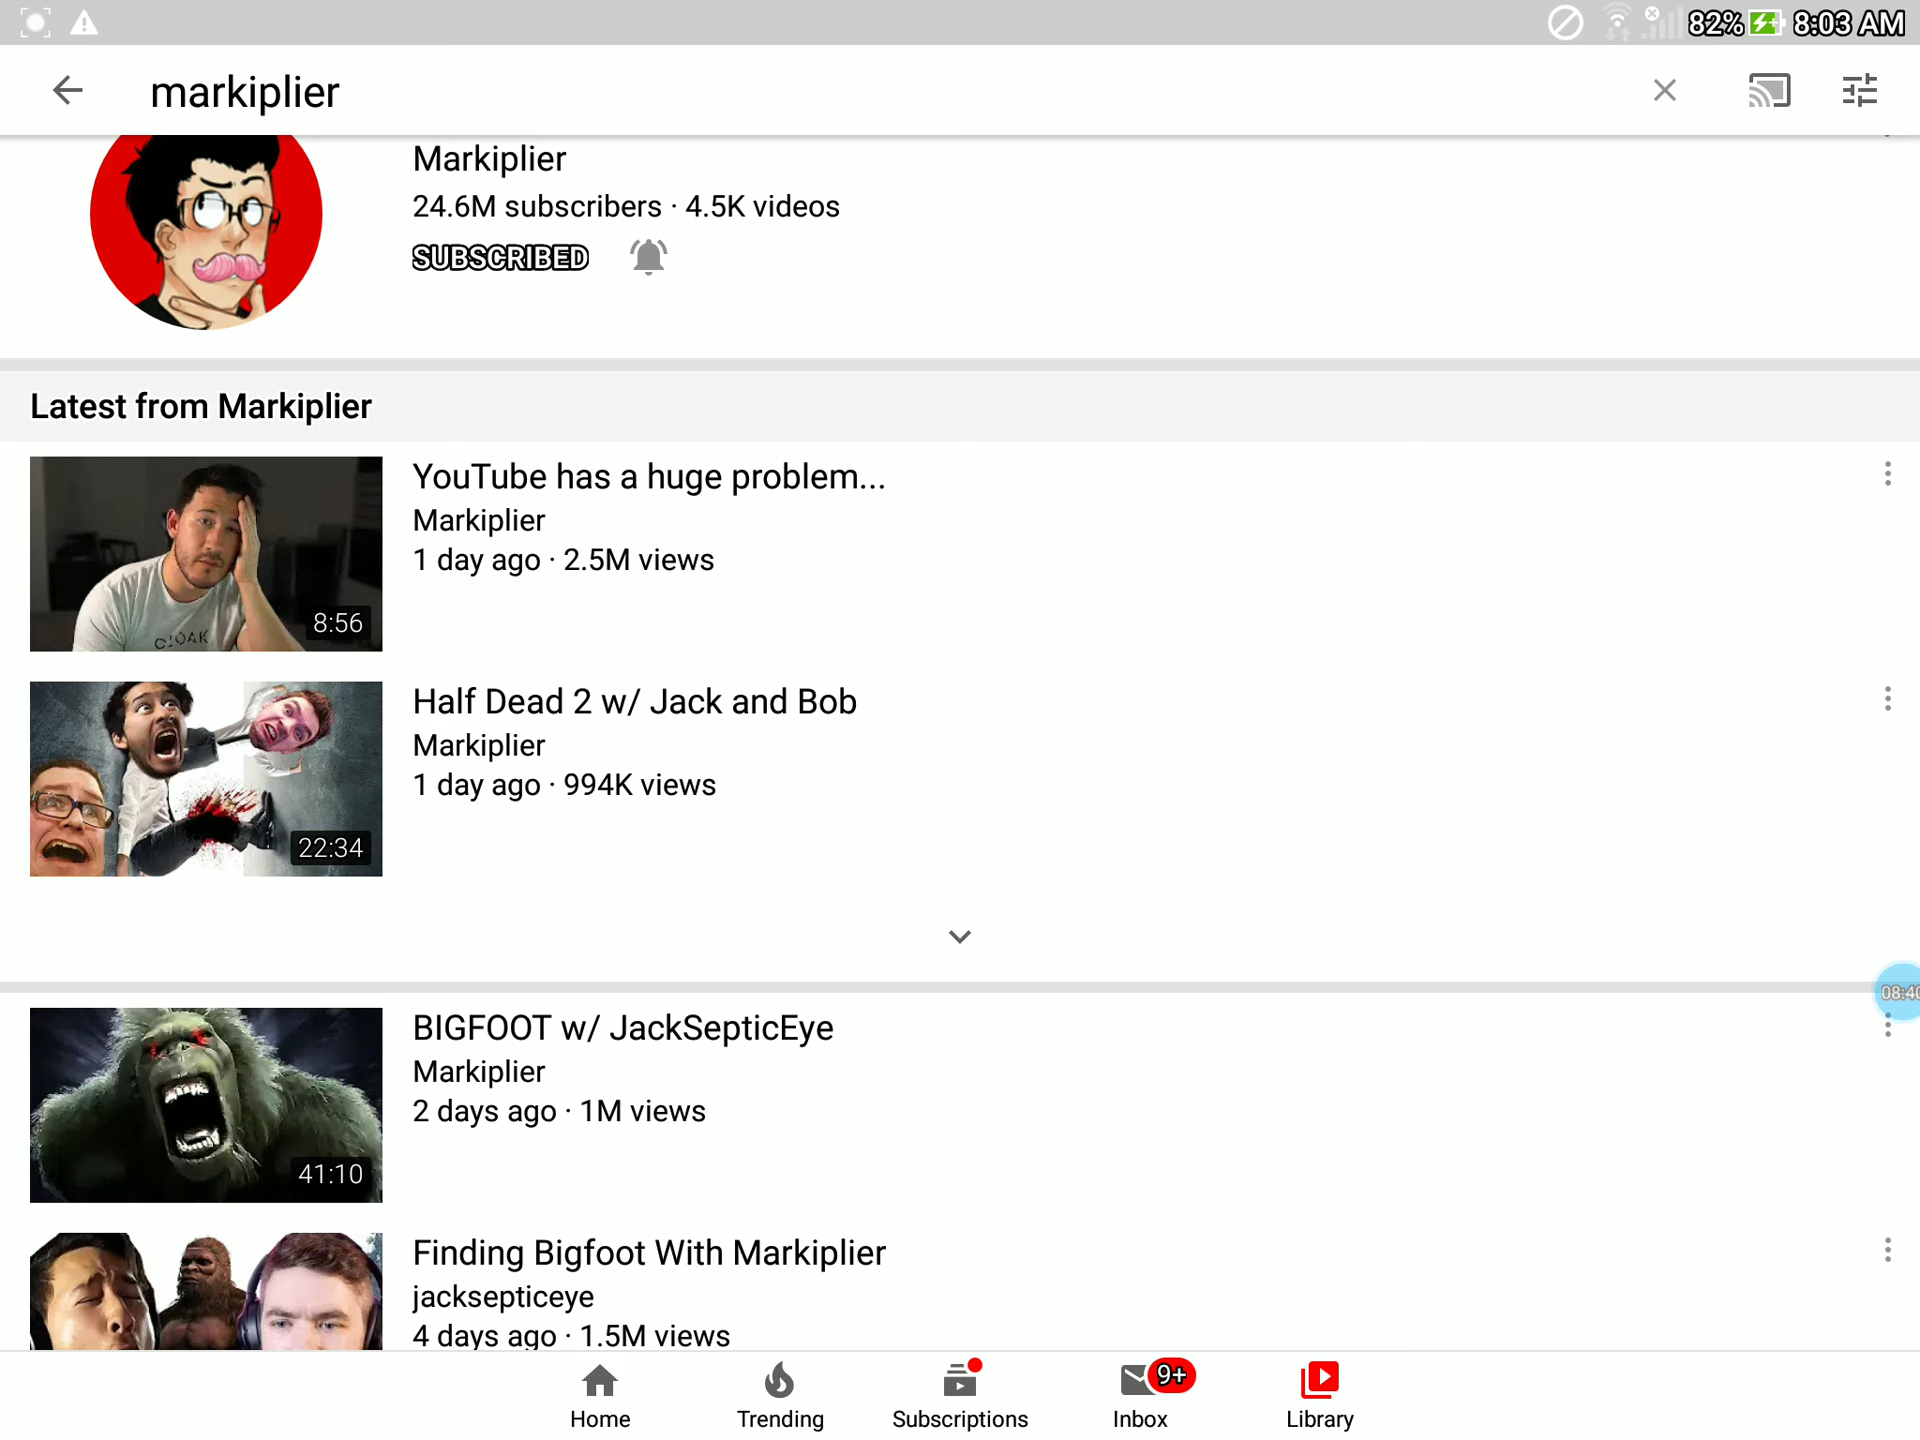 82% 8:03 AM
markiplier
Markiplier
24.6M subscribers · 4.5K videos
SUBSCRIBED
Latest from Markiplier
YouTube has a huge problem...
Markiplier
1 day ago · 2.5M views
CLOAK
8:56
Half Dead 2 w/ Jack and Bob
Markiplier
1 day ago · 994K views
22:34
08:40
BIGFOOT w/ JackSepticEye
Markiplier
2 days ago · 1M views
41:10
Finding Bigfoot With Markiplier
jacksepticeye
4 days ago · 1.5M views
9+
Home Trending Subscriptions Inbox Library